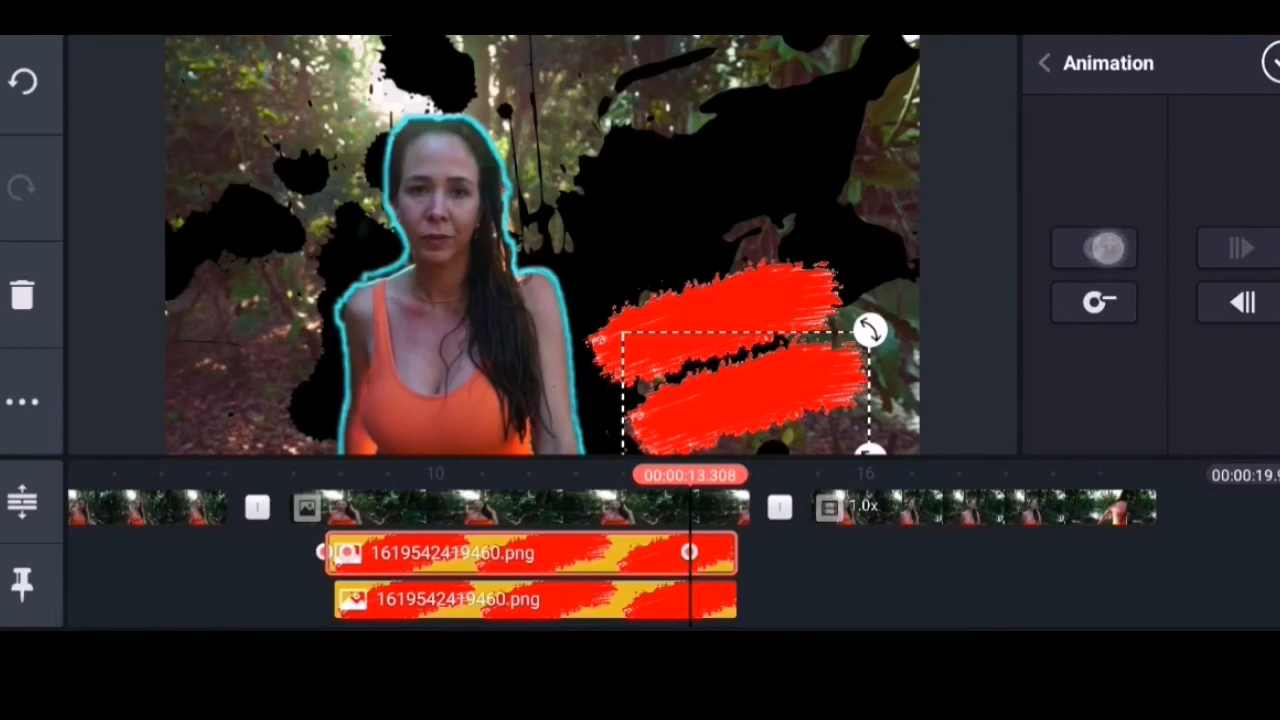 Animation
10
00:00:13.308
16
00:00:19.9
1.0x
1619542419460.png
1619542419460.png